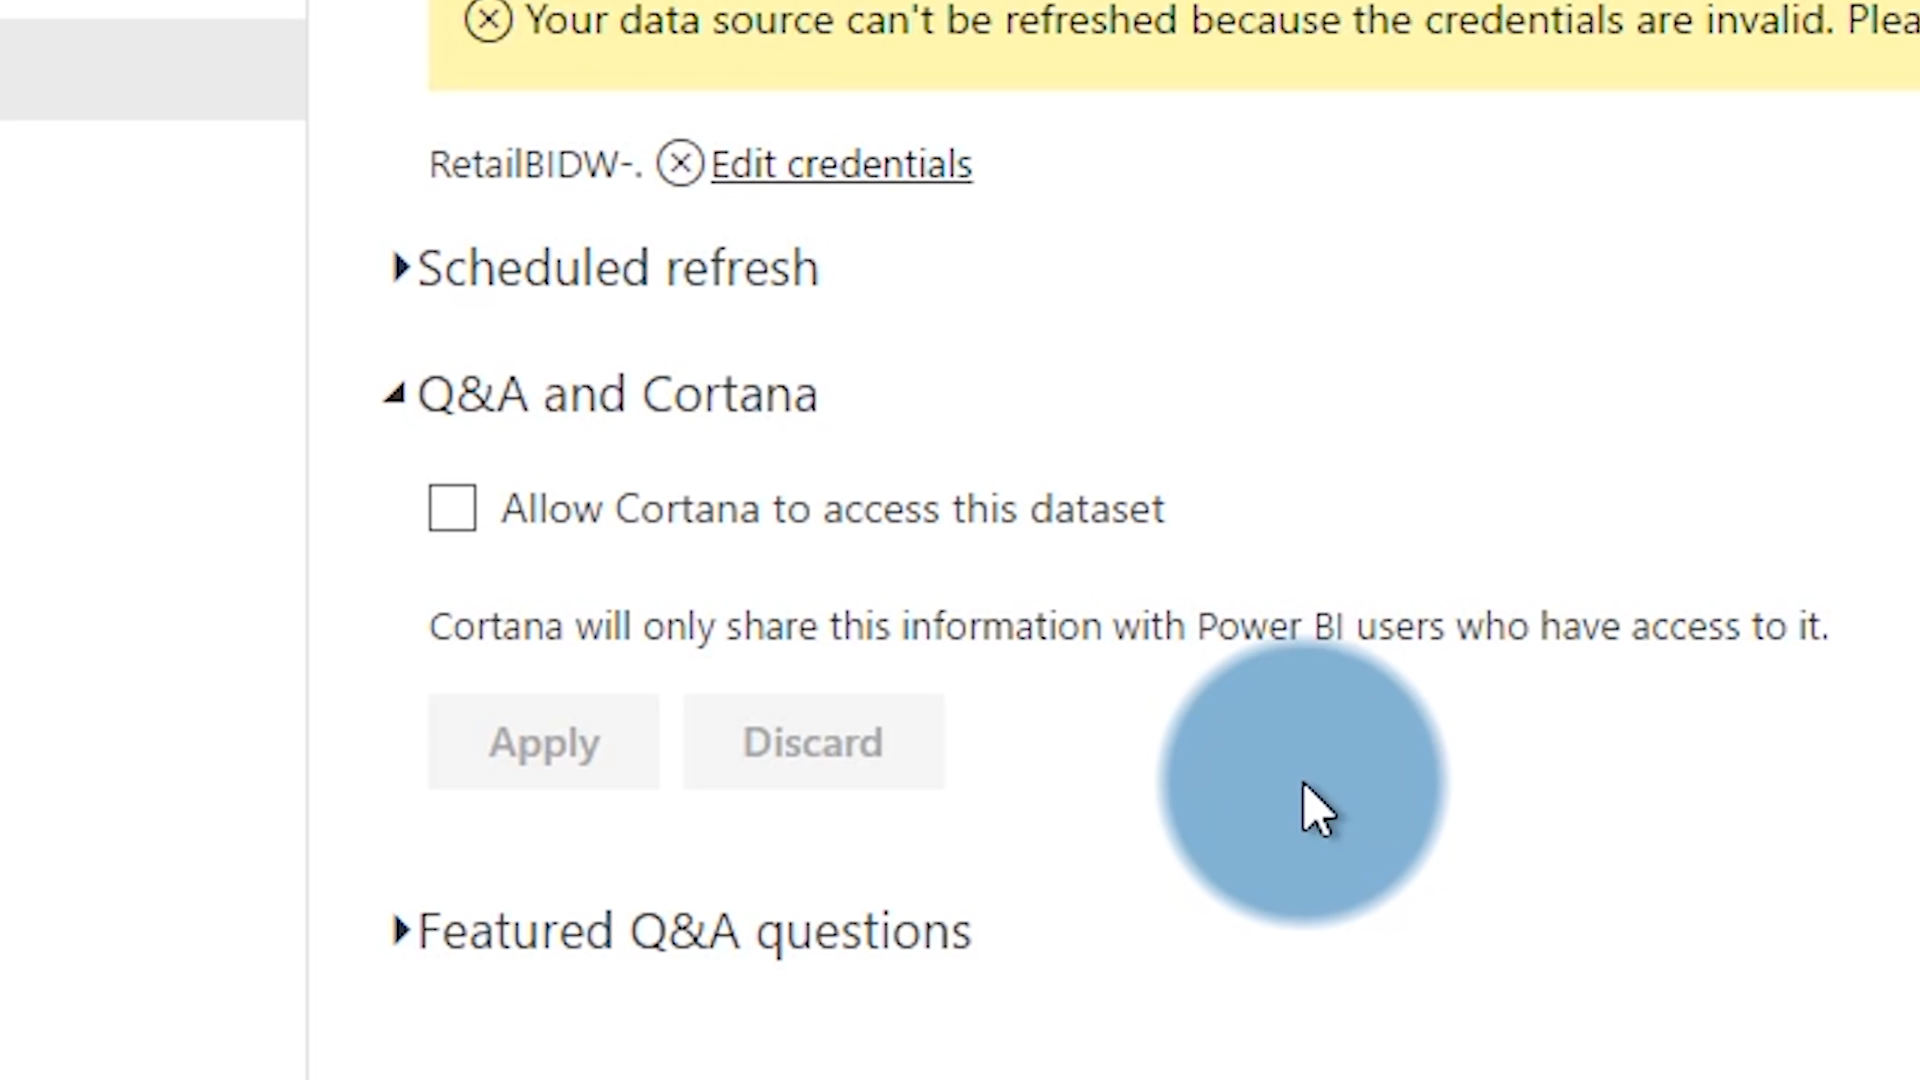 Your data source can't be refreshed because the credentials are invalid.
RetailBIDW-. Edit credentials
Scheduled refresh
Q&A and Cortana
Allow Cortana to access this dataset
Cortana will only share this information with Power BI users who have access to it.
Apply Discard
Featured Q&A questions